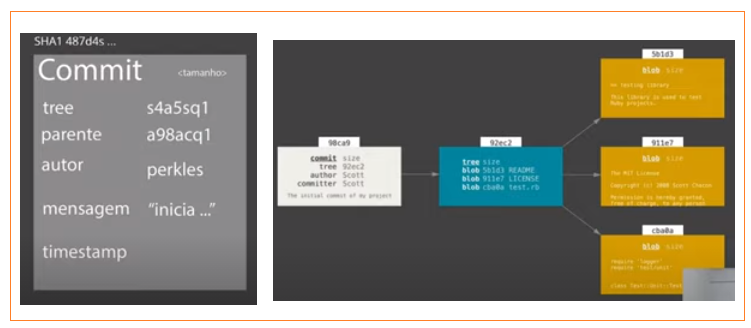 SHA1 487d4s ...
Commit <tamanho>
tree s4a5sq1
parente a98acq1
autor perkles
mensagem “inicia ...”
timestamp
98ca9
commit size
tree 92ec2
author Scott
committer Scott
The initial commit of my project
92ec2
tree size
blob 5b1d3 README
blob 911e7 LICENSE
blob cba0a test.rb
5b1d3
blob size
== Testing library
This library is used to test
Ruby projects.
911e7
blob size
The MIT License
Copyright (c) 2008 Scott Chacon
Permission is hereby granted,
free of charge, to any person
cba0a
blob size
require 'logger'
require 'test/unit'
class Test::Unit::Test